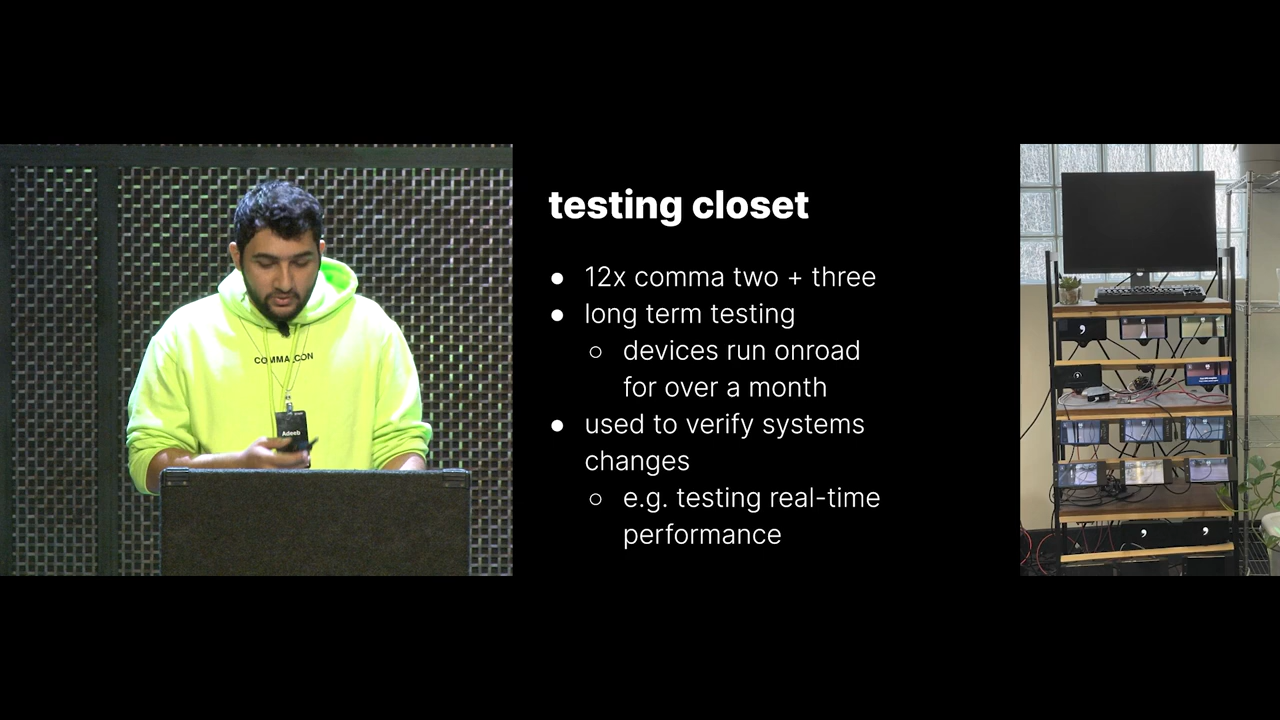 COMMA_CON
Adeeb
testing closet
● 12x comma two + three
● long term testing
○ devices run onroad
for over a month
● used to verify systems
changes
○ e.g. testing real-time
performance